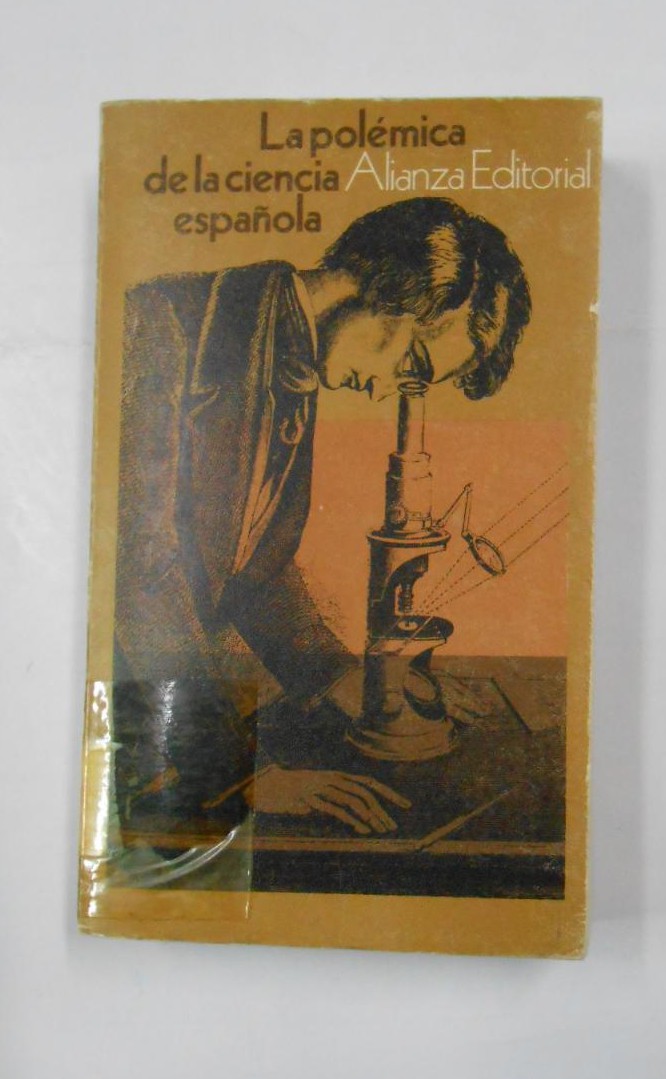 La polémica
de la ciencia Alianza Editorial
española